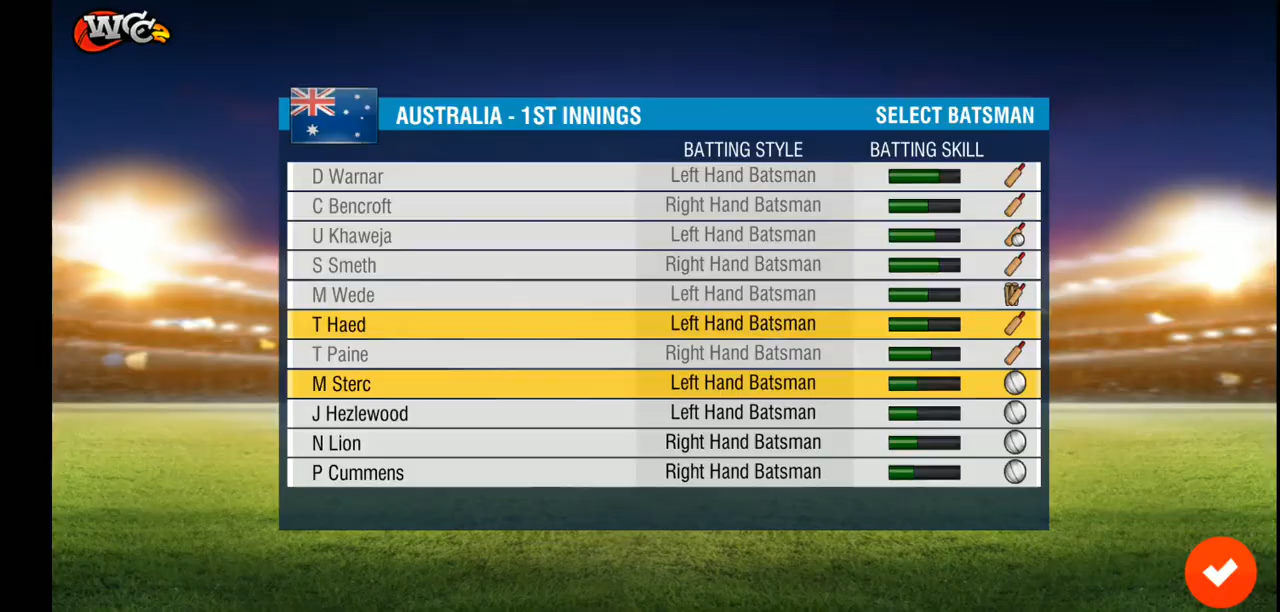 WCC
AUSTRALIA - 1ST INNINGS SELECT BATSMAN
BATTING STYLE BATTING SKILL
D Warnar Left Hand Batsman
C Bencroft Right Hand Batsman
U Khaweja Left Hand Batsman
S Smeth Right Hand Batsman
M Wede Left Hand Batsman
T Haed Left Hand Batsman
T Paine Right Hand Batsman
M Sterc Left Hand Batsman
J Hezlewood Left Hand Batsman
N Lion Right Hand Batsman
P Cummens Right Hand Batsman